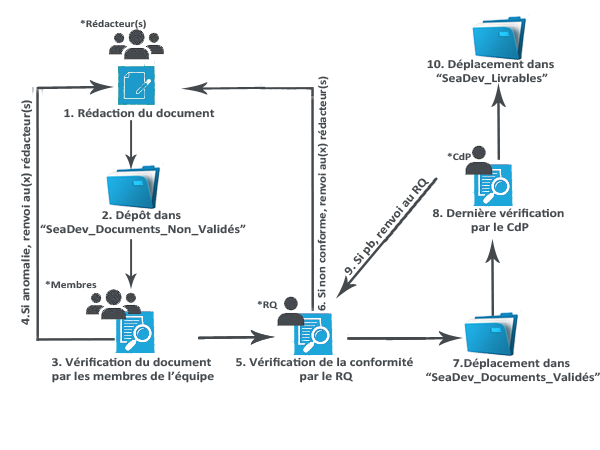 *Rédacteur(s)
1. Rédaction du document
2. Dépôt dans
“SeaDev_Documents_Non_Validés”
*Membres
3. Vérification du document
par les membres de l’équipe
4.Si anomalie, renvoi au(x) rédacteur(s)
*RQ
5. Vérification de la conformité
par le RQ
6. Si non conforme, renvoi au(x) rédacteur(s)
7.Déplacement dans
“SeaDev_Documents_Validés”
*CdP
8. Dernière vérification
par le CdP
9. Si pb, renvoi au RQ
10. Déplacement dans
“SeaDev_Livrables”